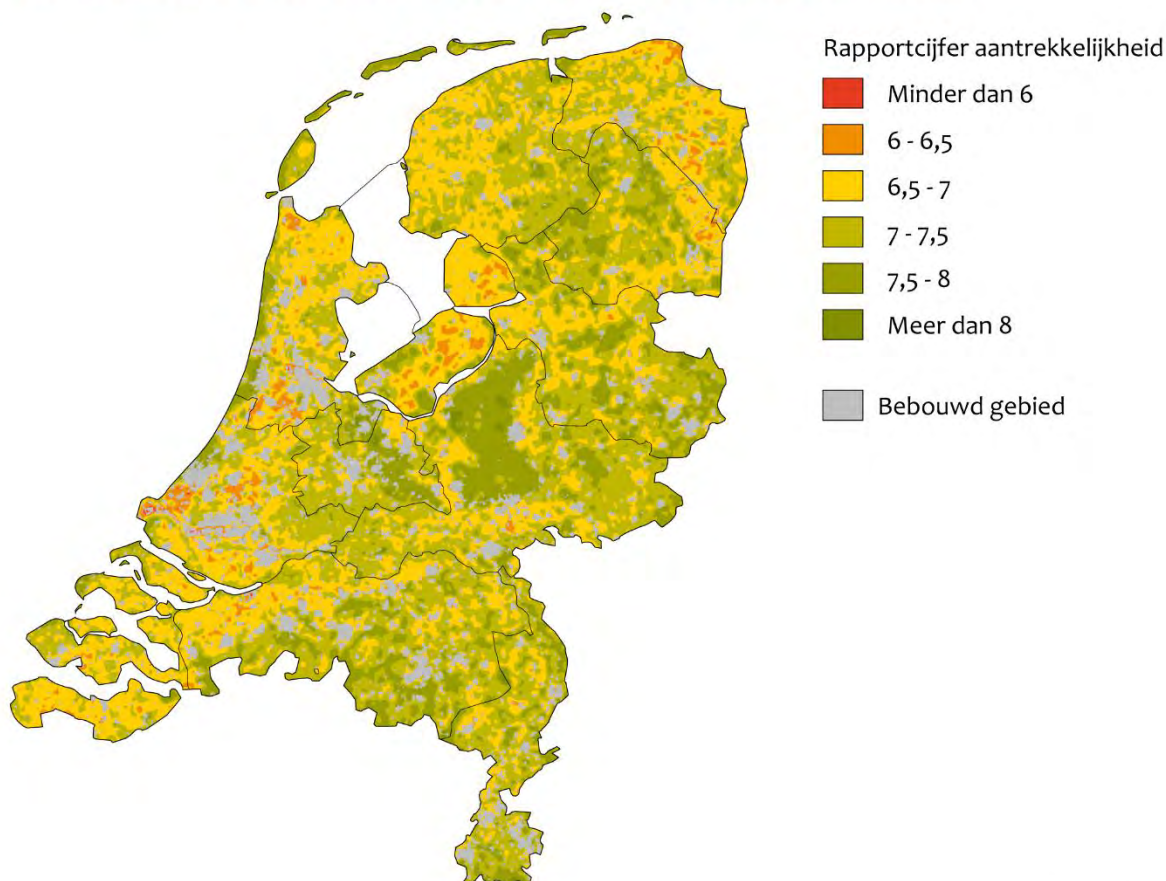 Rapportcijfer aantrekkelijkheid
Minder dan 6
6 - 6,5
6,5 - 7
7 - 7,5
7,5 - 8
Meer dan 8
Bebouwd gebied